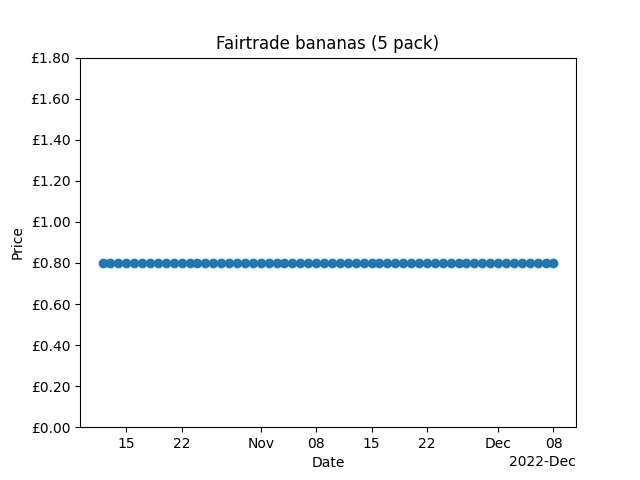 Fairtrade bananas (5 pack)
£1.80
£1.60
£1.40
£1.20
£1.00
£0.80
£0.60
£0.40
£0.20
£0.00
Price
15 22 Nov 08 15 22 Dec 08
Date
2022-Dec